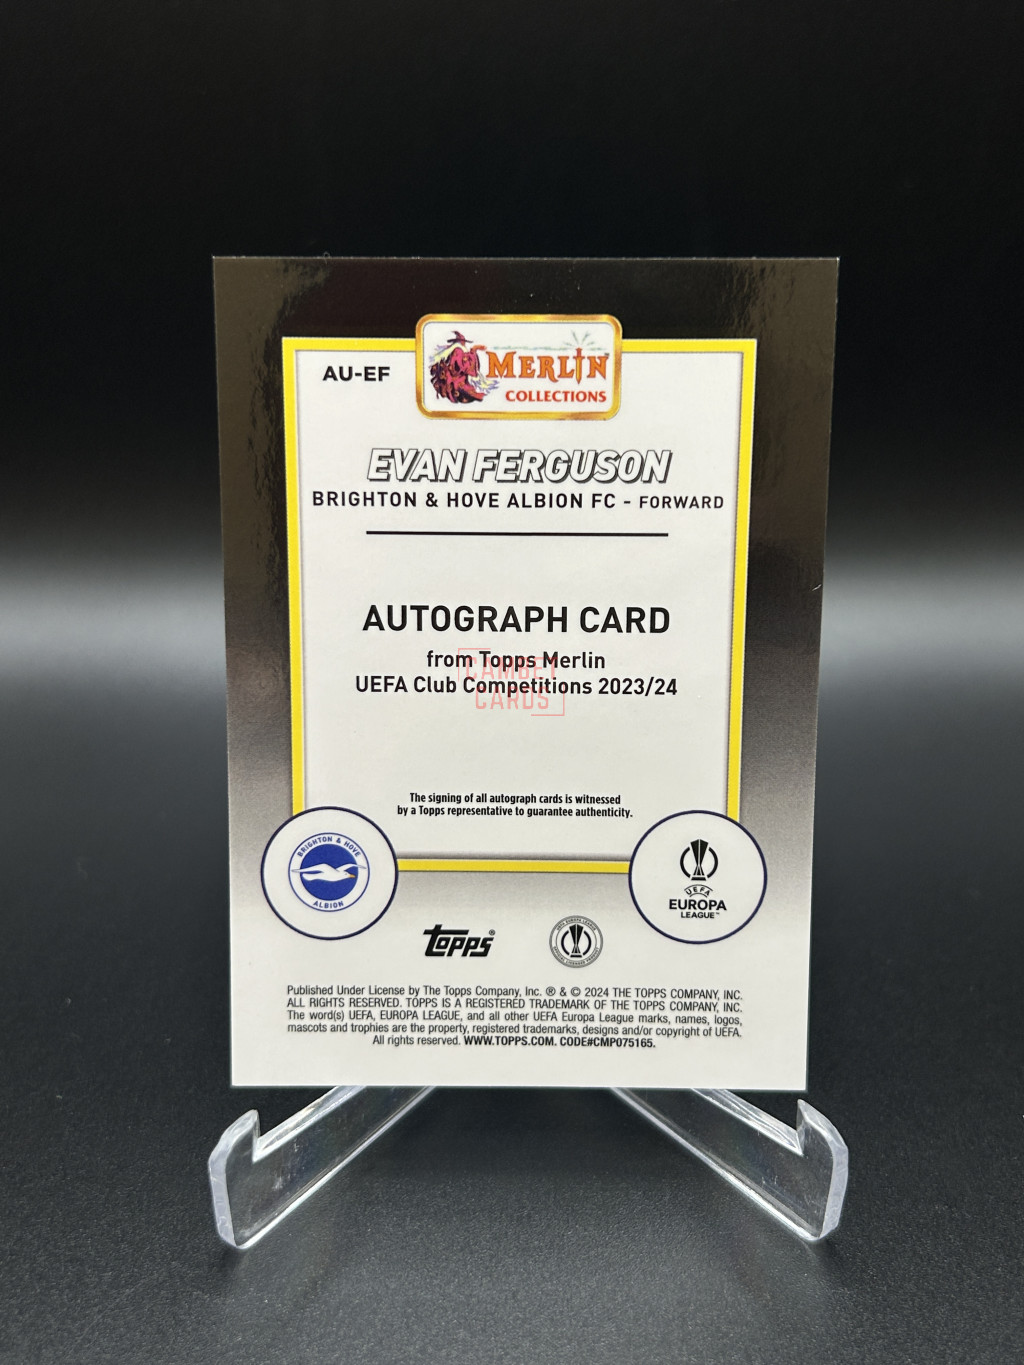 AU-EF
MERLIN
COLLECTIONS
EVAN FERGUSON
BRIGHTON & HOVE ALBION FC - FORWARD
AUTOGRAPH CARD
from Topps Merlin
UEFA Club Competitions 2023/24
CAMBET
CARDS
The signing of all autograph cards is witnessed
by a Topps representative to guarantee authenticity.
BRIGHTON & HOVE
ALBION
UEFA
EUROPA
LEAGUE™
topps®
Published Under License by The Topps Company, Inc. ® & © 2024 THE TOPPS COMPANY, INC.
ALL RIGHTS RESERVED. TOPPS IS A REGISTERED TRADEMARK OF THE TOPPS COMPANY, INC.
The word(s) UEFA, EUROPA LEAGUE, and all other UEFA Europa League marks, names, logos,
mascots and trophies are the property, registered trademarks, designs and/or copyright of UEFA.
All rights reserved. WWW.TOPPS.COM. CODE#CMP075165.